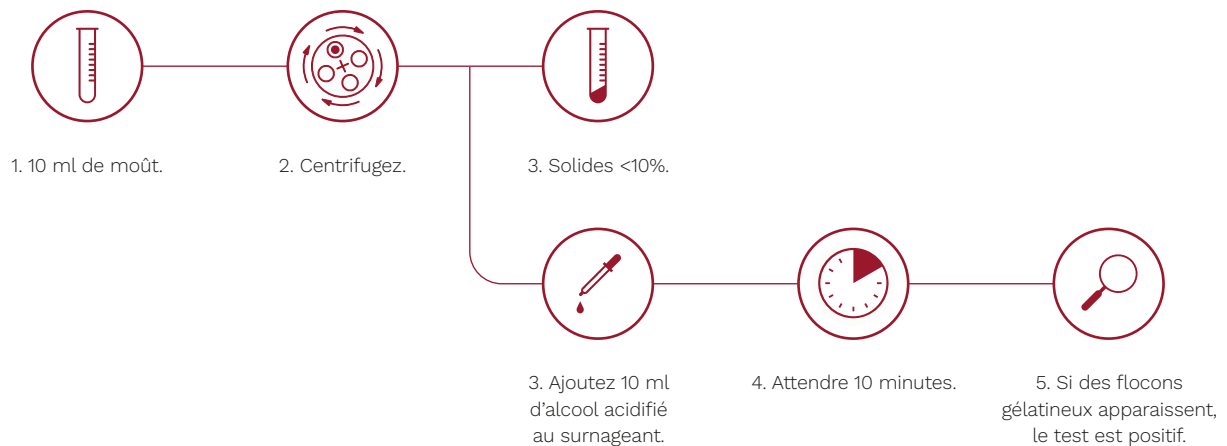 1. 10 ml de moût.
2. Centrifugez.
3. Solides <10%.
3. Ajoutez 10 ml
d’alcool acidifié
au surnageant.
4. Attendre 10 minutes.
5. Si des flocons
gélatineux apparaissent,
le test est positif.